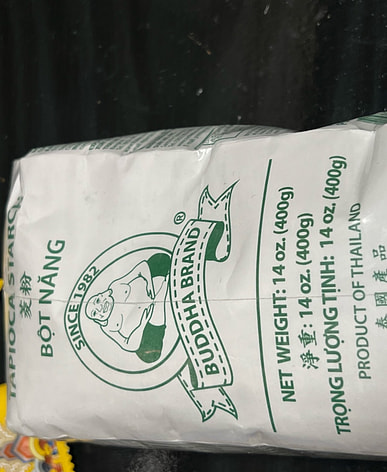 TAPIOCA STARCH
菱粉
BỘT NĂNG
SINCE 1982
BUDDHA BRAND ®
NET WEIGHT: 14 oz. (400g)
淨重: 14 oz. (400g)
TRỌNG LƯỢNG TỊNH: 14 oz. (400g)
PRODUCT OF THAILAND
泰國產品